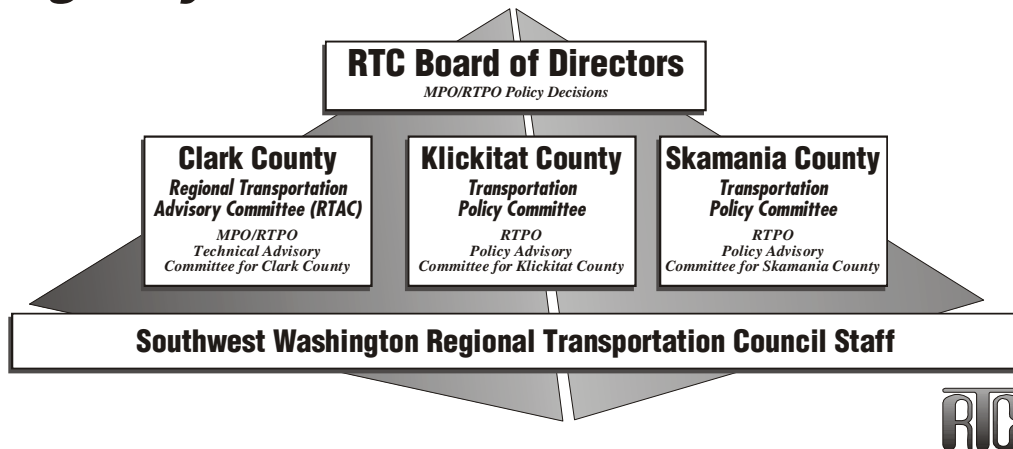 RTC Board of Directors
MPO/RTPO Policy Decisions
Clark County
Regional Transportation
Advisory Committee (RTAC)
MPO/RTPO
Technical Advisory
Committee for Clark County
Klickitat County
Transportation
Policy Committee
RTPO
Policy Advisory
Committee for Klickitat County
Skamania County
Transportation
Policy Committee
RTPO
Policy Advisory
Committee for Skamania County
Southwest Washington Regional Transportation Council Staff
RTC